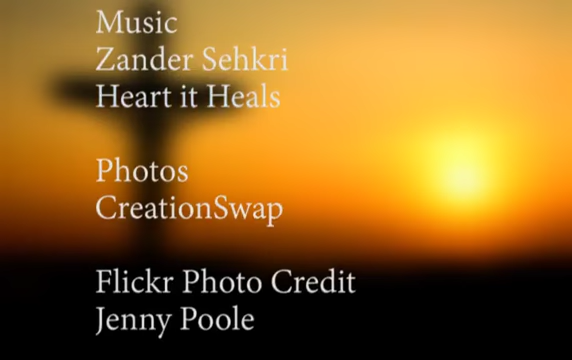 Music
Zander Sehkri
Heart it Heals
Photos
CreationSwap
Flickr Photo Credit
Jenny Poole